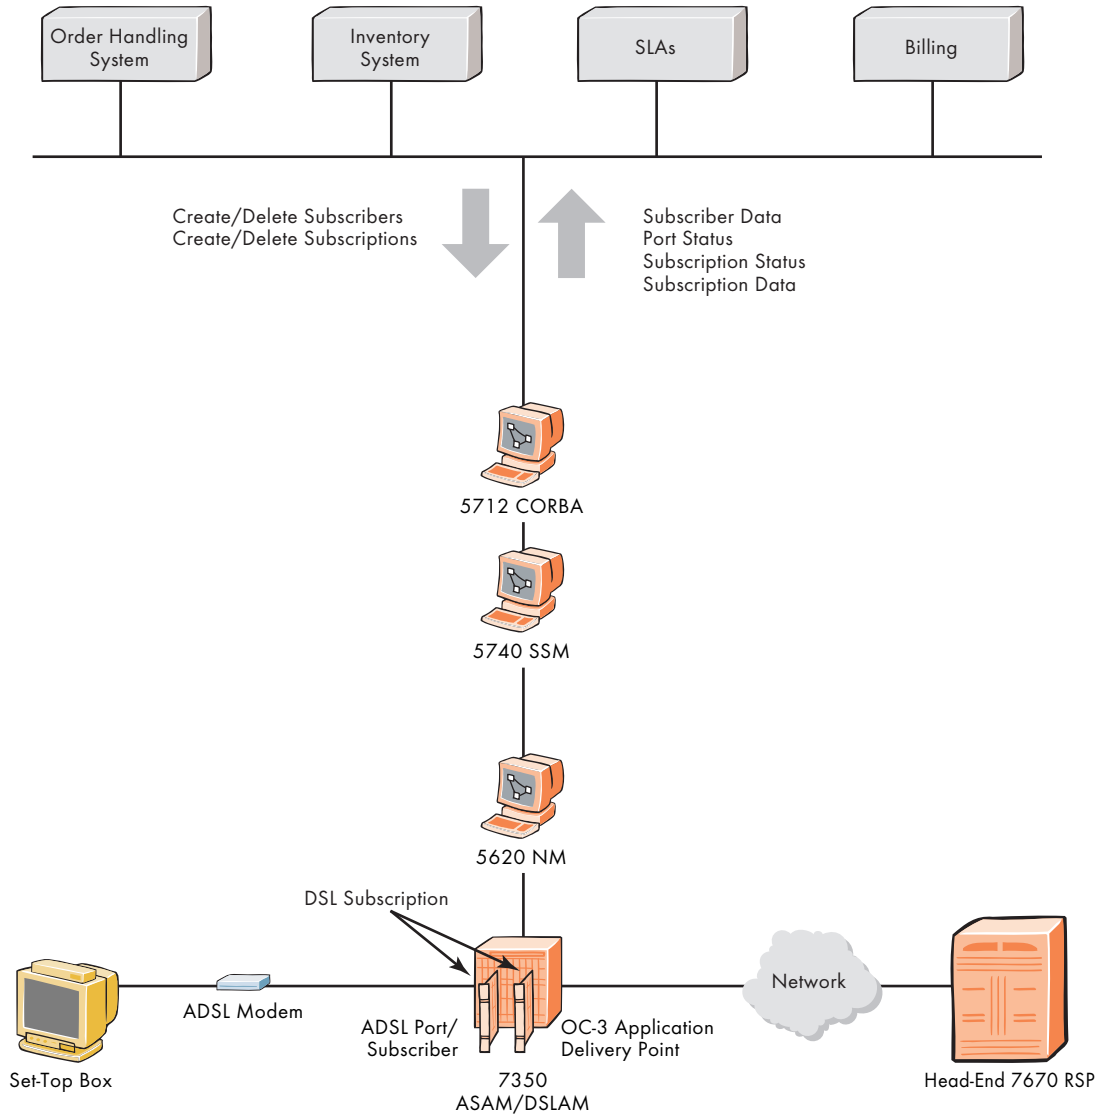 Order Handling
System
Inventory
System
SLAs
Billing
Create/Delete Subscribers
Create/Delete Subscriptions
Subscriber Data
Port Status
Subscription Status
Subscription Data
5712 CORBA
5740 SSM
5620 NM
DSL Subscription
Network
ADSL Modem
ADSL Port/
Subscriber
OC-3 Application
Delivery Point
Set-Top Box
7350
ASAM/DSLAM
Head-End 7670 RSP